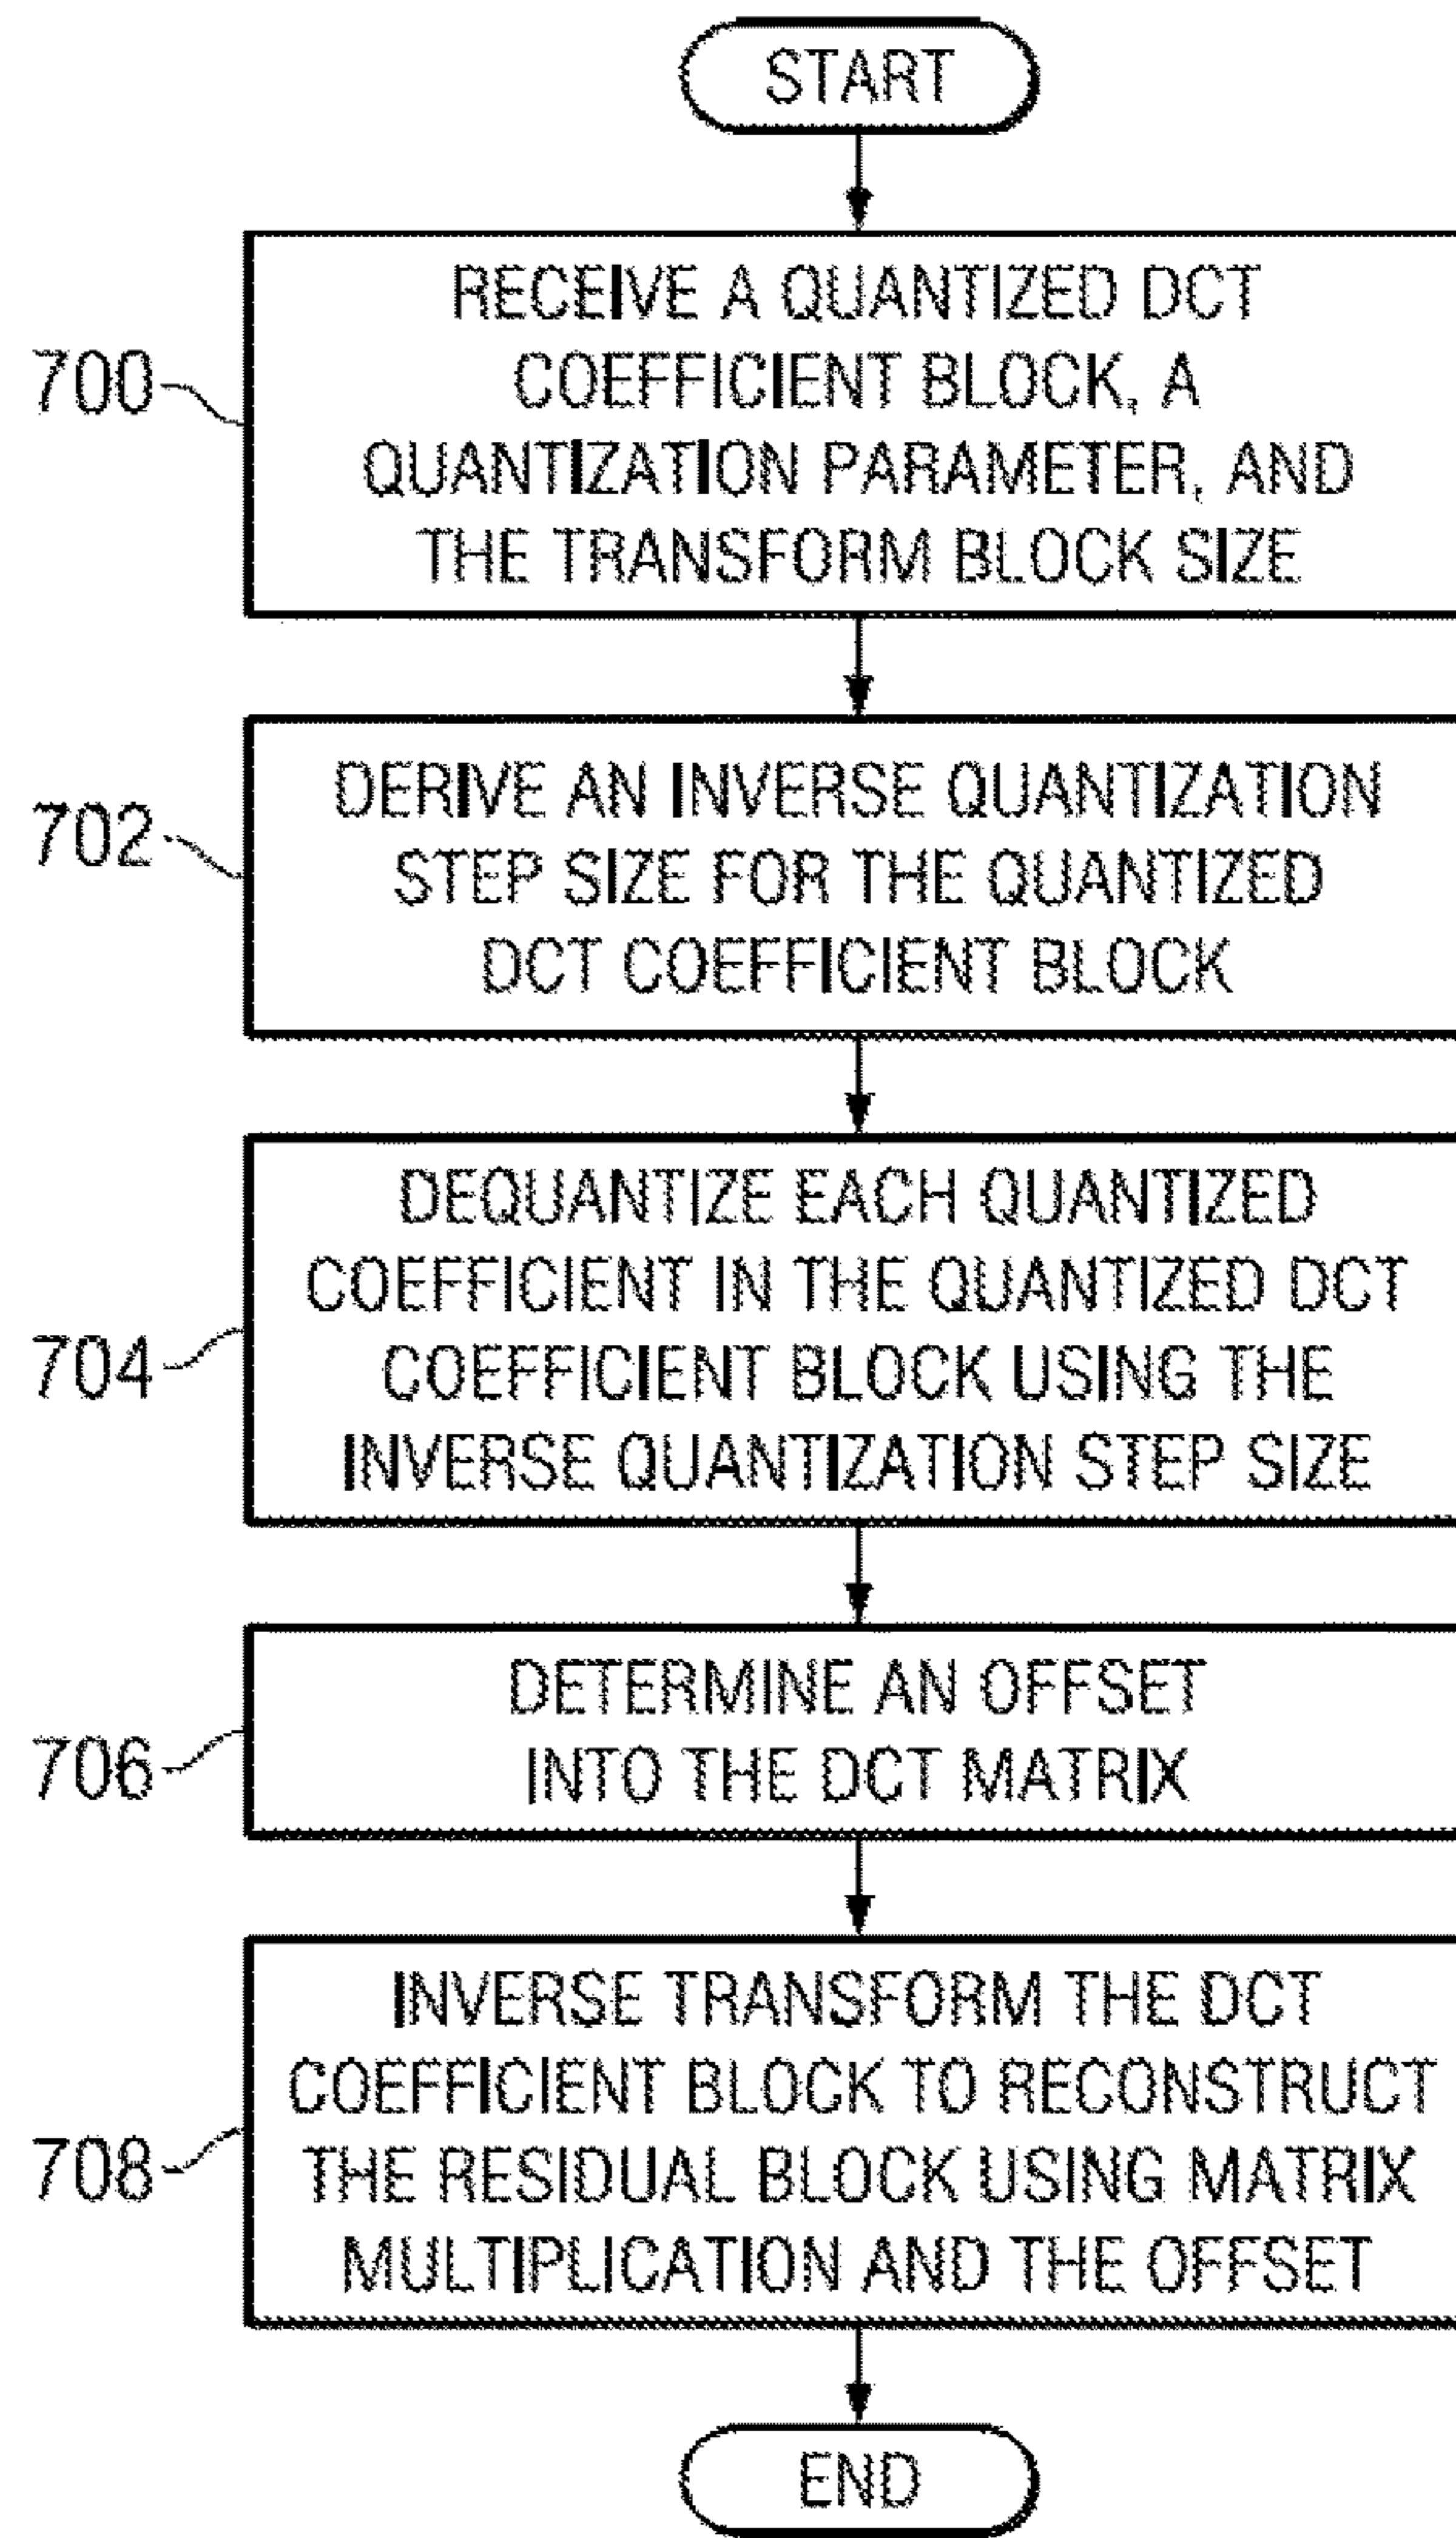 START
700
RECEIVE A QUANTIZED DCT
COEFFICIENT BLOCK, A
QUANTIZATION PARAMETER, AND
THE TRANSFORM BLOCK SIZE
702
DERIVE AN INVERSE QUANTIZATION
STEP SIZE FOR THE QUANTIZED
DCT COEFFICIENT BLOCK
704
DEQUANTIZE EACH QUANTIZED
COEFFICIENT IN THE QUANTIZED DCT
COEFFICIENT BLOCK USING THE
INVERSE QUANTIZATION STEP SIZE
706
DETERMINE AN OFFSET
INTO THE DCT MATRIX
708
INVERSE TRANSFORM THE DCT
COEFFICIENT BLOCK TO RECONSTRUCT
THE RESIDUAL BLOCK USING MATRIX
MULTIPLICATION AND THE OFFSET
END